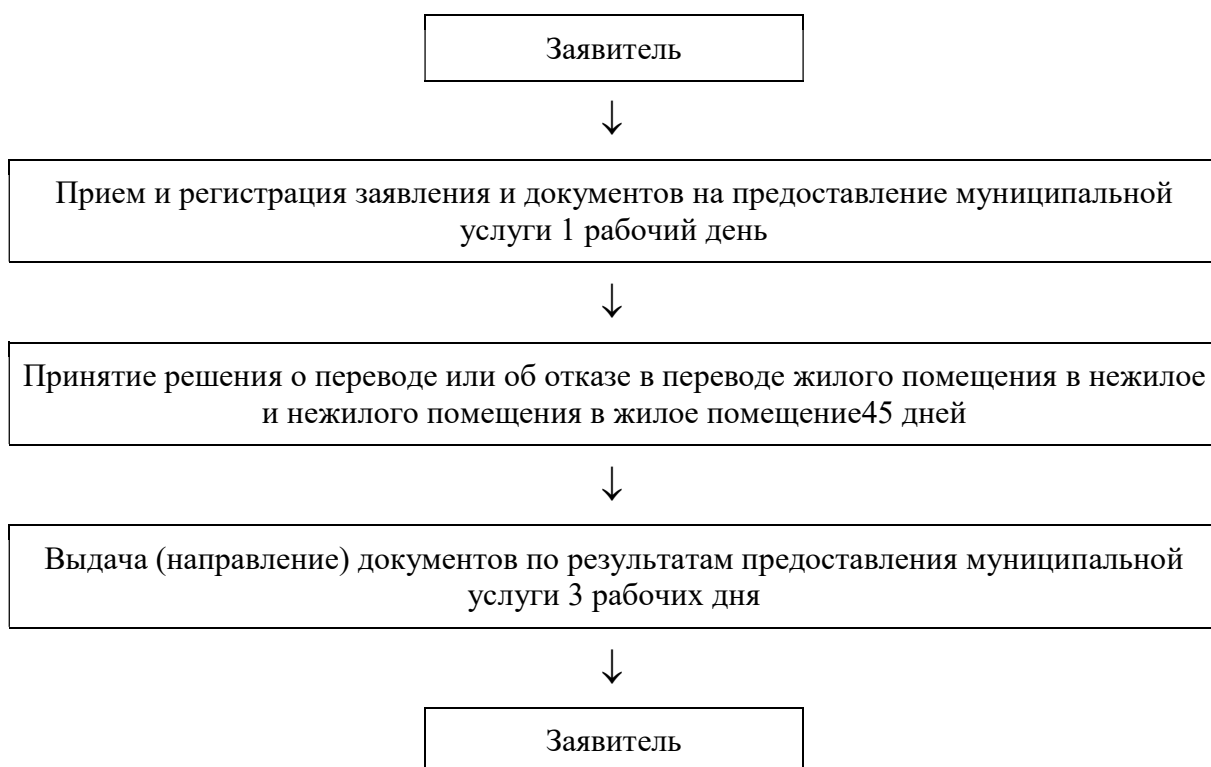 Заявитель
↓
Прием и регистрация заявления и документов на предоставление муниципальной
услуги 1 рабочий день
↓
Принятие решения о переводе или об отказе в переводе жилого помещения в нежилое
и нежилого помещения в жилое помещение45 дней
↓
Выдача (направление) документов по результатам предоставления муниципальной
услуги 3 рабочих дня
↓
Заявитель